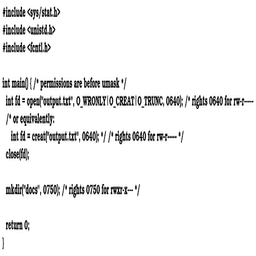 #include <sys/stat.h>
#include <unistd.h>
#include <fcntl.h>
int main() { /* permissions are before umask */
int fd = open("output.txt", O_WRONLY|O_CREAT|O_TRUNC, 0640); /* rights 0640 for rw-r-----
/* or equivalently:
int fd = creat("output.txt", 0640); */ /* rights 0640 for rw-r----- */
close(fd);
mkdir("docs", 0750); /* rights 0750 for rwxr-x--- */
return 0;
}